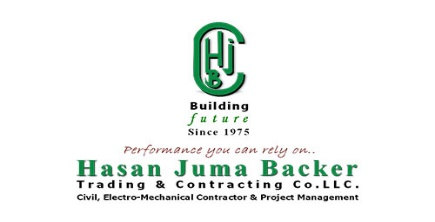 CHjB
Building
future
Since 1975
Performance you can rely on..
Hasan Juma Backer
Trading & Contracting Co.LLC.
Civil, Electro-Mechanical Contractor & Project Management